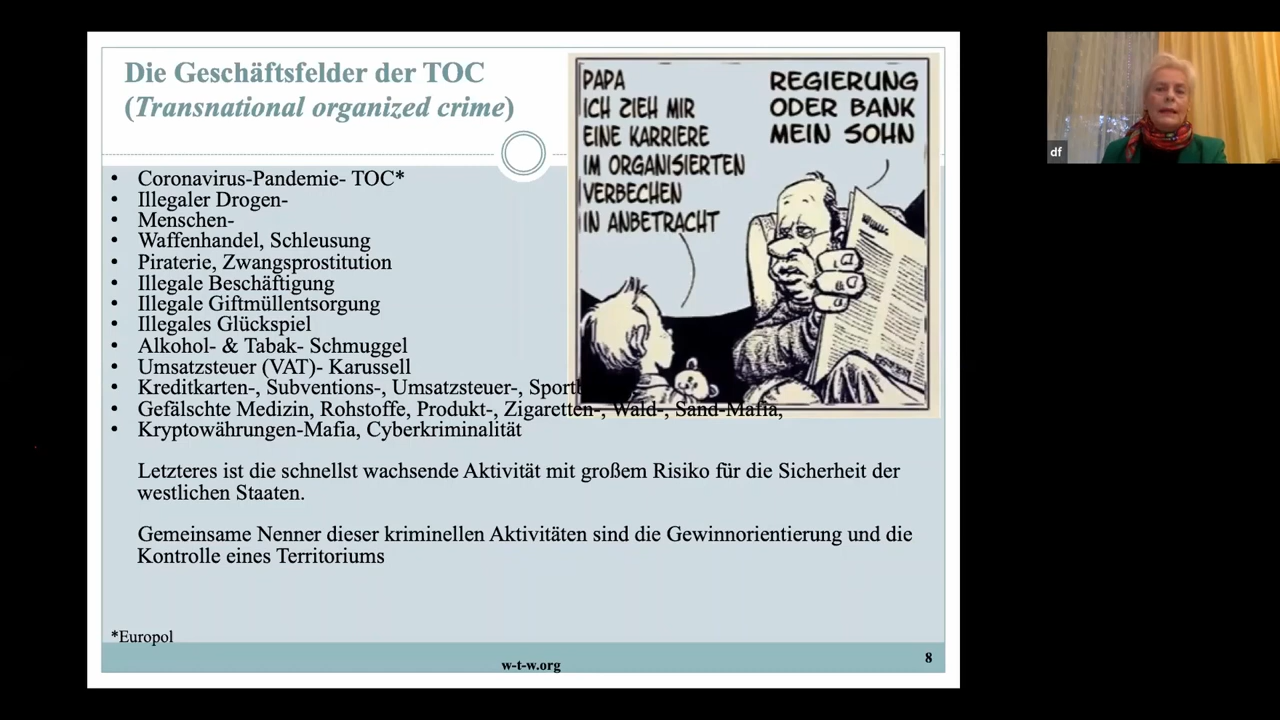 Die Geschäftsfelder der TOC
(Transnational organized crime)
PAPA
ICH ZIEH MIR
EINE KARRIERE
IM ORGANISIERTEN
VERBECHEN
IN ANBETRACHT
REGIERUNG
ODER BANK
MEIN SOHN
• Coronavirus-Pandemie- TOC*
• Illegaler Drogen-
• Menschen-
• Waffenhandel, Schleusung
• Piraterie, Zwangsprostitution
• Illegale Beschäftigung
• Illegale Giftmüllentsorgung
• Illegales Glückspiel
• Alkohol- & Tabak- Schmuggel
• Umsatzsteuer (VAT)- Karussell
• Kreditkarten-, Subventions-, Umsatzsteuer-,
• Gefälschte Medizin, Rohstoffe, Produkt-, Zigaretten-, Wald-, Sand-Mafia,
• Kryptowährungen-Mafia, Cyberkriminalität
Letzteres ist die schnellst wachsende Aktivität mit großem Risiko für die Sicherheit der
westlichen Staaten.
Gemeinsame Nenner dieser kriminellen Aktivitäten sind die Gewinnorientierung und die
Kontrolle eines Territoriums
*Europol
w-t-w.org
8
df